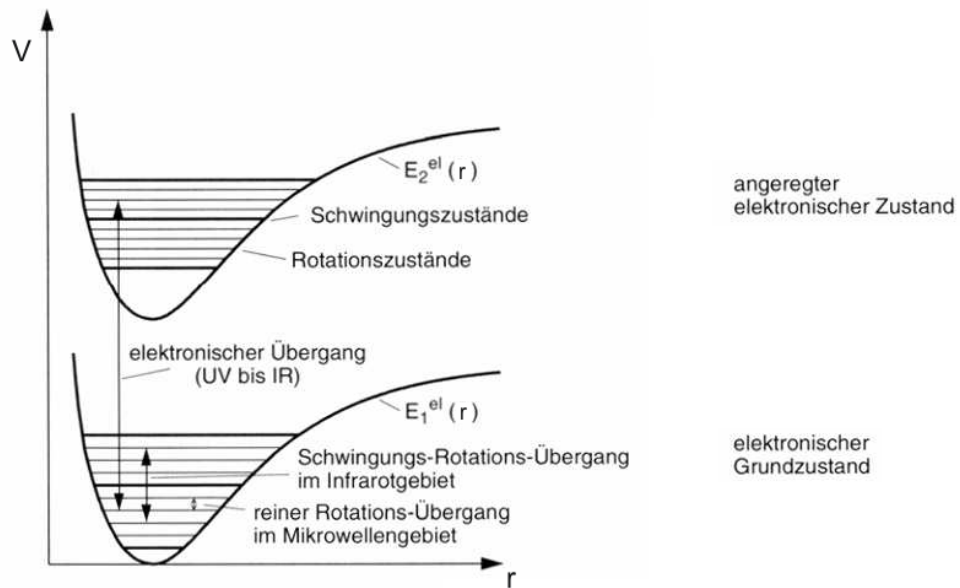 V
E₂ᵉˡ (r)
Schwingungszustände
Rotationszustände
angeregter
elektronischer Zustand
elektronischer Übergang
(UV bis IR)
E₁ᵉˡ (r)
Schwingungs-Rotations-Übergang
im Infrarotgebiet
reiner Rotations-Übergang
im Mikrowellengebiet
elektronischer
Grundzustand
r